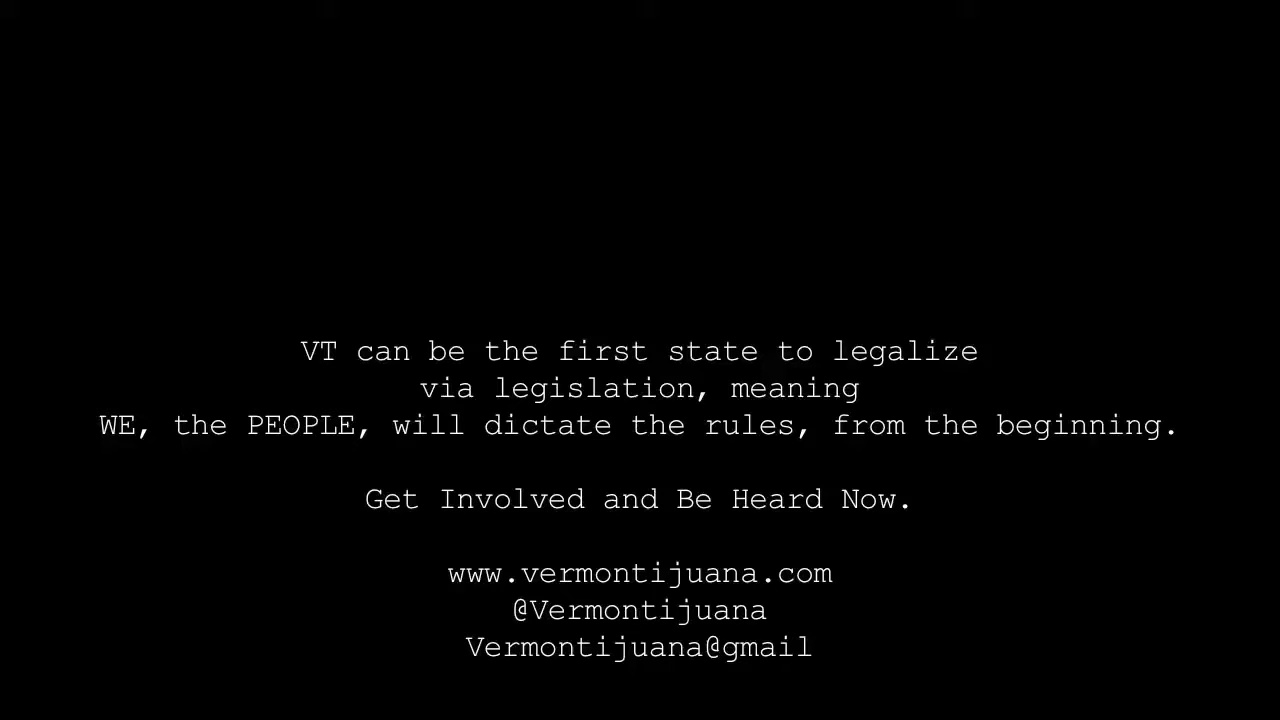 VT can be the first state to legalize
via legislation, meaning
WE, the PEOPLE, will dictate the rules, from the beginning.
Get Involved and Be Heard Now.
www.vermontijuana.com
@Vermontijuana
Vermontijuana@gmail